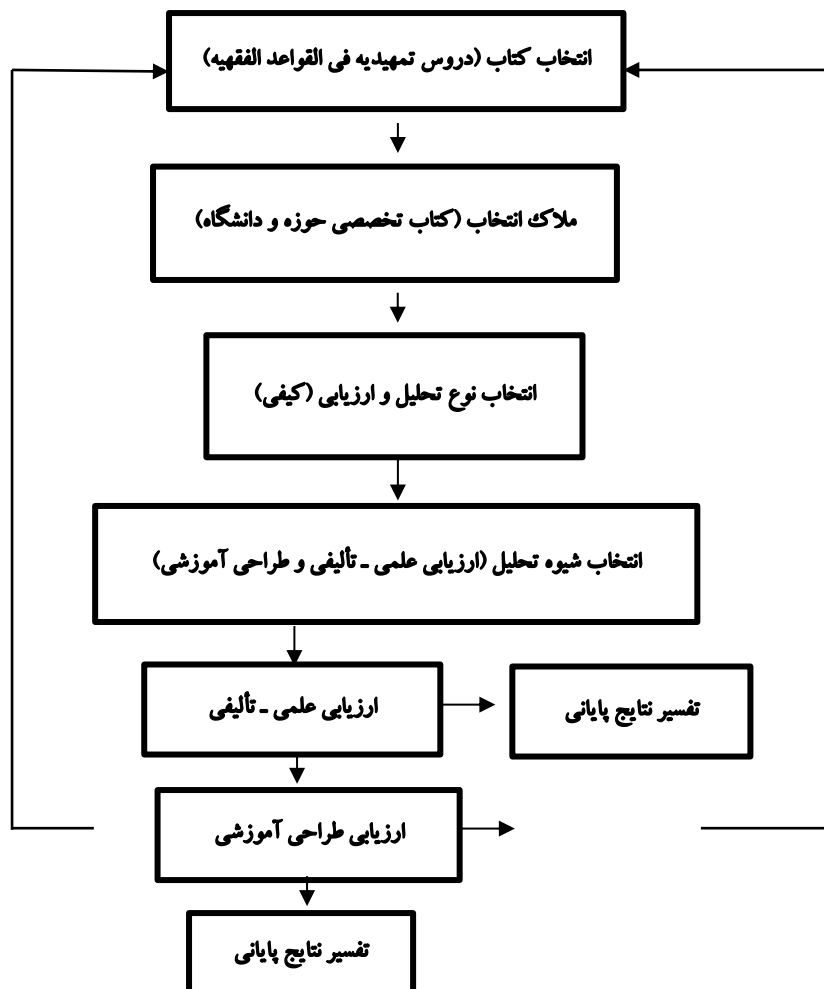 انتخاب کتاب (دروس تمهیدیه فی القواعد الفقهیه)
ملاک انتخاب (کتاب تخصصی حوزه و دانشگاه)
انتخاب نوع تحلیل و ارزیابی (کیفی)
انتخاب شیوه تحلیل (ارزیابی علمی ـ تألیفی و طراحی آموزشی)
ارزیابی علمی ـ تألیفی
تفسیر نتایج پایانی
ارزیابی طراحی آموزشی
تفسیر نتایج پایانی